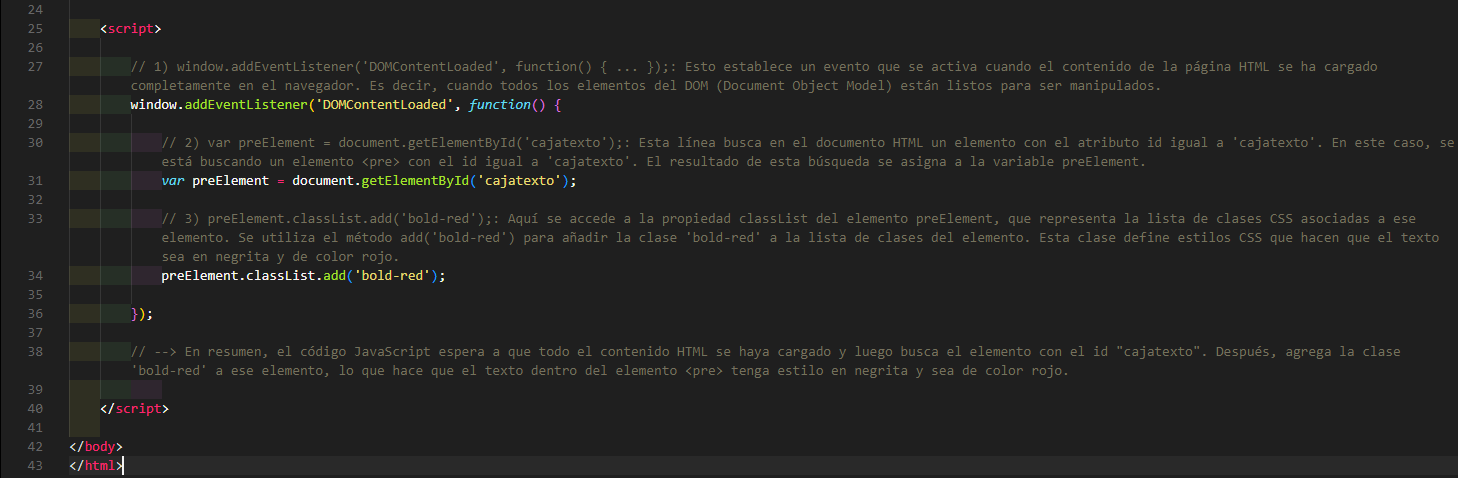 24
25 <script>
26
27 // 1) window.addEventListener('DOMContentLoaded', function() { ... });: Esto establece un evento que se activa cuando el contenido de la página HTML se ha cargado
completamente en el navegador. Es decir, cuando todos los elementos del DOM (Document Object Model) están listos para ser manipulados.
28 window.addEventListener('DOMContentLoaded', function() {
29
30 // 2) var preElement = document.getElementById('cajatexto');: Esta línea busca en el documento HTML un elemento con el atributo id igual a 'cajatexto'. En este caso, se
está buscando un elemento <pre> con el id igual a 'cajatexto'. El resultado de esta búsqueda se asigna a la variable preElement.
31 var preElement = document.getElementById('cajatexto');
32
33 // 3) preElement.classList.add('bold-red');: Aquí se accede a la propiedad classList del elemento preElement, que representa la lista de clases CSS asociadas a ese
elemento. Se utiliza el método add('bold-red') para añadir la clase 'bold-red' a la lista de clases del elemento. Esta clase define estilos CSS que hacen que el texto
sea en negrita y de color rojo.
34 preElement.classList.add('bold-red');
35
36 });
37
38 // --> En resumen, el código JavaScript espera a que todo el contenido HTML se haya cargado y luego busca el elemento con el id "cajatexto". Después, agrega la clase
'bold-red' a ese elemento, lo que hace que el texto dentro del elemento <pre> tenga estilo en negrita y sea de color rojo.
39
40 </script>
41
42 </body>
43 </html>